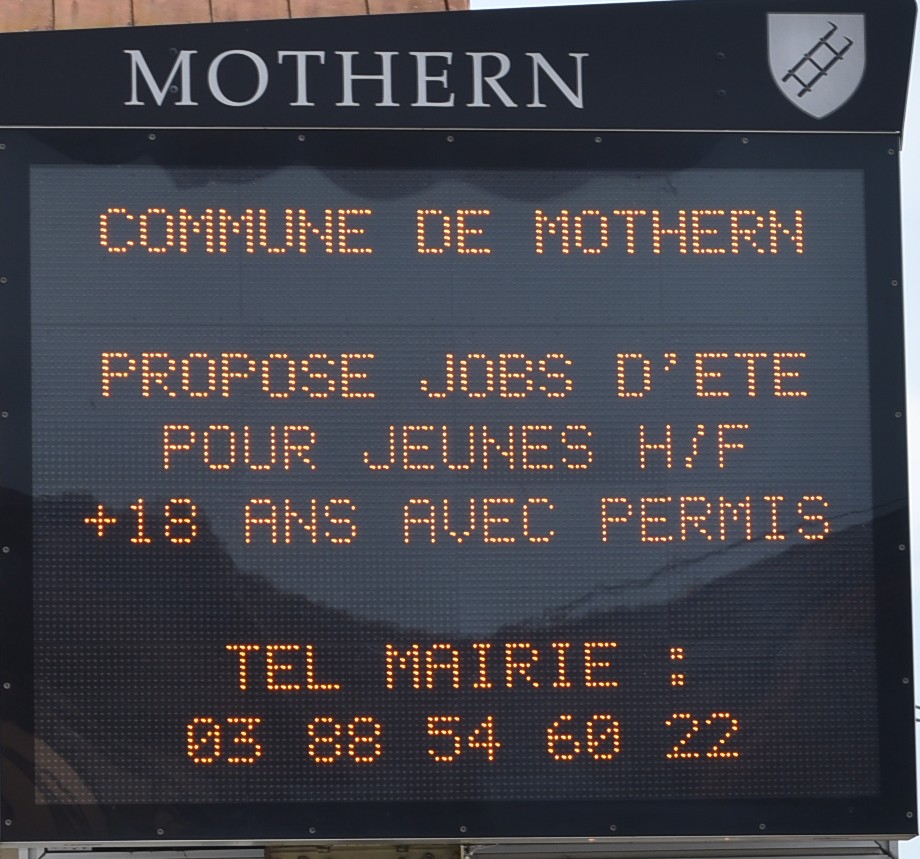 MOTHERN
COMMUNE DE MOTHERN
PROPOSE JOBS D'ETE
POUR JEUNES H/F
+18 ANS AVEC PERMIS
TEL MAIRIE :
03 88 54 60 22